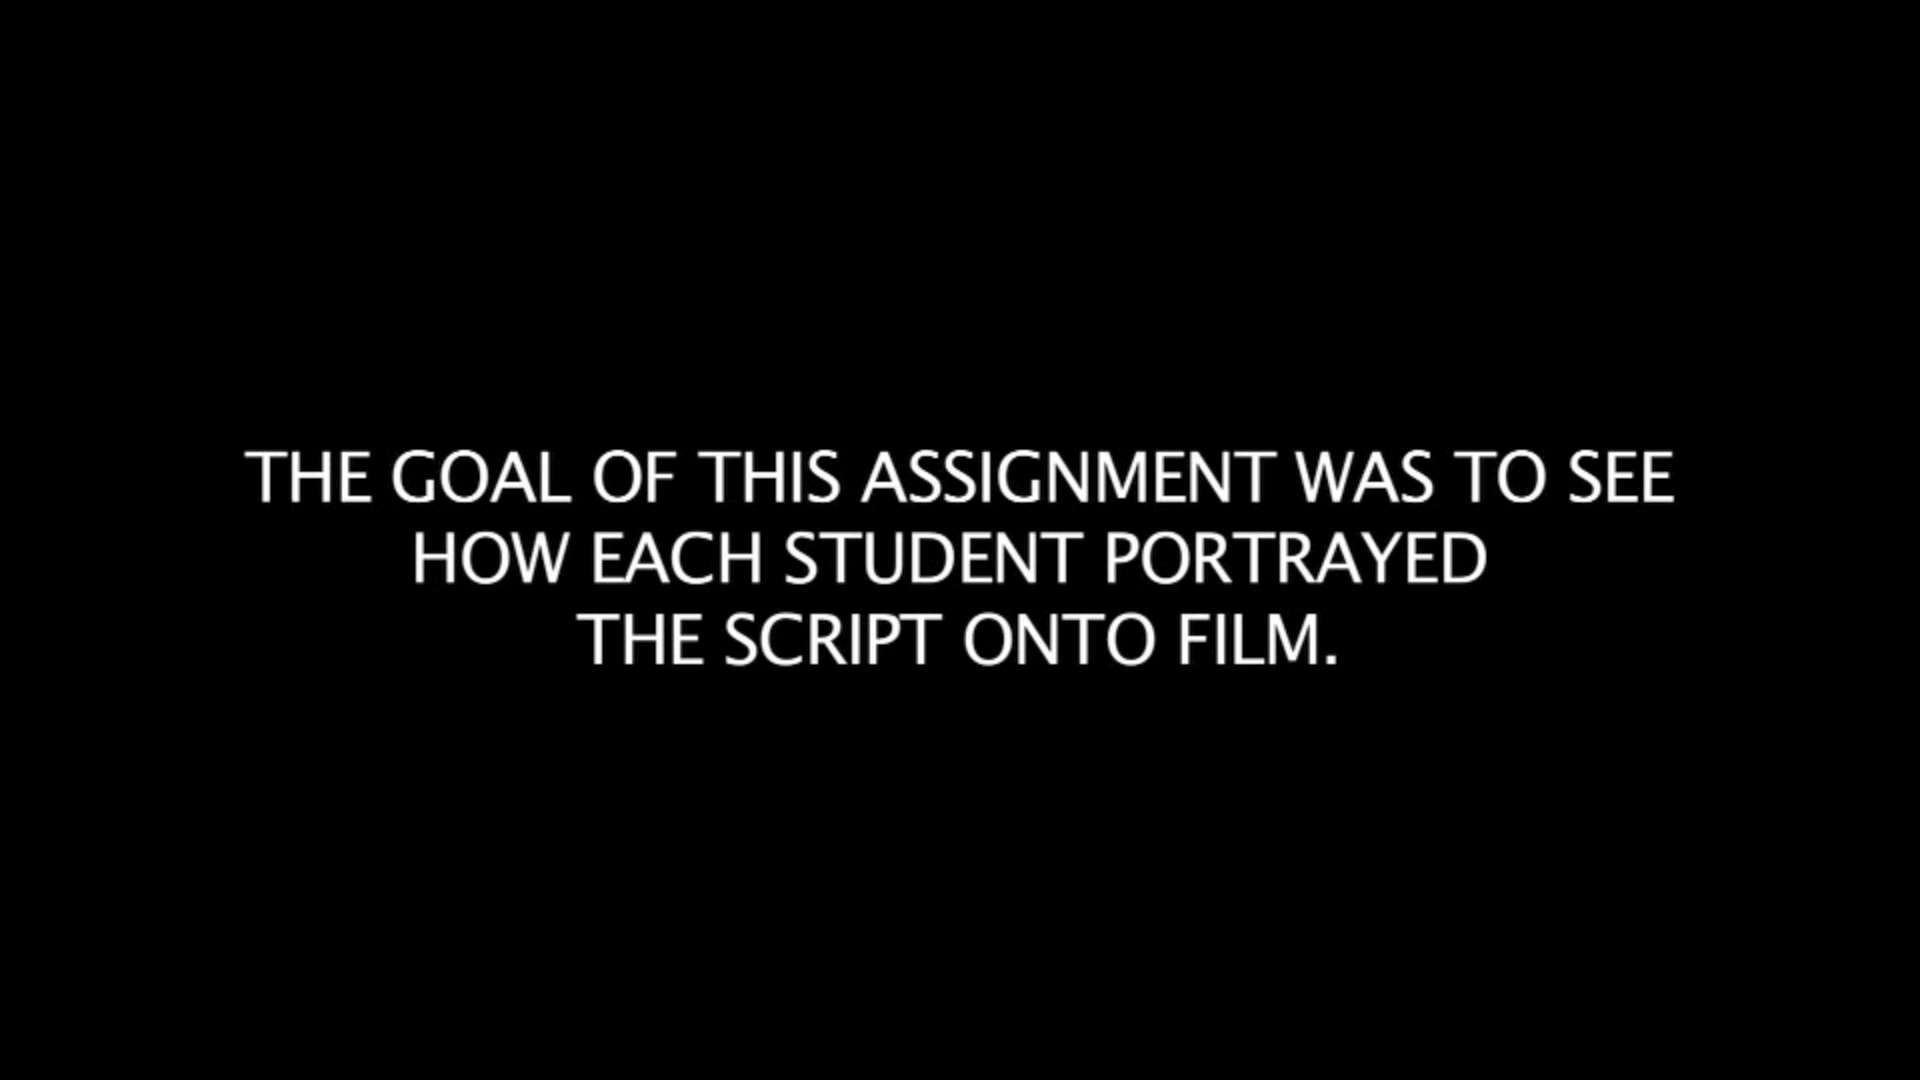 THE GOAL OF THIS ASSIGNMENT WAS TO SEE
HOW EACH STUDENT PORTRAYED
THE SCRIPT ONTO FILM.